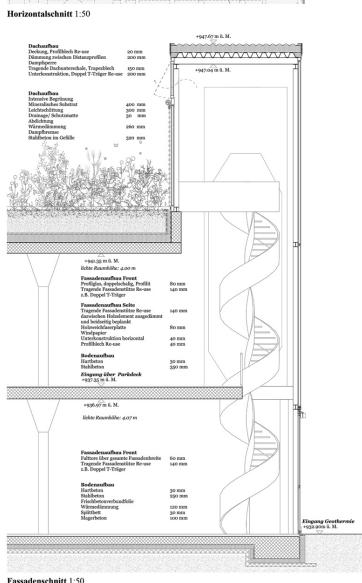 Horizontalschnitt 1:50
+947.67 m ü. M.
Dachaufbau
Deckung, Profilblech Re-use 20 mm
Dämmung zwischen Distanzprofilen 200 mm
Dampfsperre
Tragende Dachunterschale, Trapezblech 150 mm
Unterkonstruktion, Doppel T-Träger Re-use 200 mm
+947.04 m ü. M.
Dachaufbau
Intensive Begrünung
Mineralisches Substrat 400 mm
Leichtschüttung 300 mm
Drainage/ Schutzmatte 50 mm
Abdichtung
Wärmedämmung 260 mm
Dampfbremse
Stahlbeton im Gefälle 520 mm
+941.35 m ü. M.
lichte Raumhöhe: 4.00 m
Fassadenaufbau Front
Profilglas, doppelschalig, Profilit 80 mm
Tragende Fassadenstütze Re-use 140 mm
z.B. Doppel T-Träger
Fassadenaufbau Seite
Tragende Fassadenstütze Re-use 140 mm
dazwischen Holzelement ausgedämmt
und beidseitig beplankt
Holzweichfaserplatte 80 mm
Windpapier
Unterkonstruktion horizontal 40 mm
Profilblech Re-use 40 mm
Bodenaufbau
Hartbeton 30 mm
Stahlbeton 350 mm
Eingang über Parkdeck
+937.35 m ü. M.
+936.97 m ü. M.
lichte Raumhöhe: 4.07 m
Fassadenaufbau Front
Falttore über gesamte Fassadenbreite 60 mm
Tragende Fassadenstütze Re-use 140 mm
z.B. Doppel T-Träger
Bodenaufbau
Hartbeton 30 mm
Stahlbeton 250 mm
Frischbetonverbundfolie
Wärmedämmung 120 mm
Splittbett 30 mm
Magerbeton 100 mm
Eingang Geothermie
+932.90m ü. M.
Fassadenschnitt 1:50